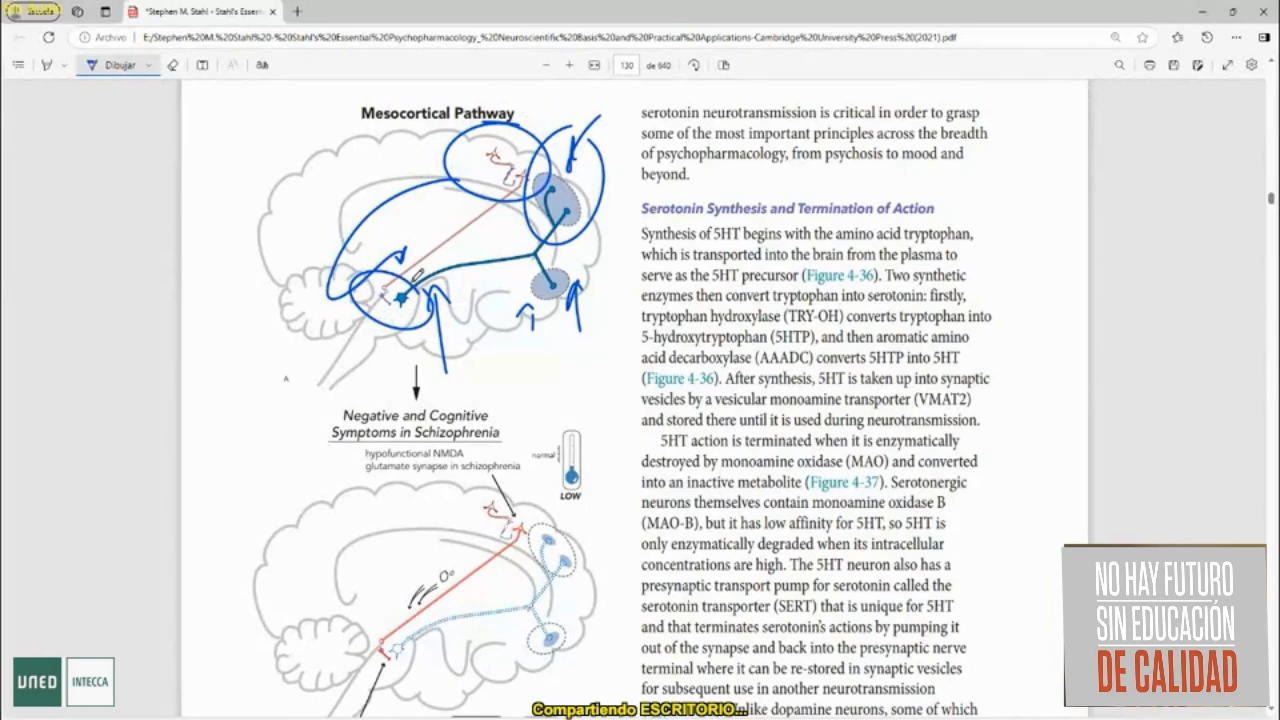 Escuela
*Stephen M. Stahl - Stahl's Essen
Archivo
E:/Stephen%20M.%20Stahl%20-%20Stahl's%20Essential%20Psychopharmacology_%20Neuroscientific%20Basis%20and%20Practical%20Applications-Cambridge%20University%20Press%20(2021).pdf
Dibujar
130
de 640
Mesocortical Pathway
A
Negative and Cognitive
Symptoms in Schizophrenia
hypofunctional NMDA
glutamate synapse in schizophrenia
normal
LOW
serotonin neurotransmission is critical in order to grasp
some of the most important principles across the breadth
of psychopharmacology, from psychosis to mood and
beyond.
Serotonin Synthesis and Termination of Action
Synthesis of 5HT begins with the amino acid tryptophan,
which is transported into the brain from the plasma to
serve as the 5HT precursor (Figure 4-36). Two synthetic
enzymes then convert tryptophan into serotonin: firstly,
tryptophan hydroxylase (TRY-OH) converts tryptophan into
5-hydroxytryptophan (5HTP), and then aromatic amino
acid decarboxylase (AAADC) converts 5HTP into 5HT
(Figure 4-36). After synthesis, 5HT is taken up into synaptic
vesicles by a vesicular monoamine transporter (VMAT2)
and stored there until it is used during neurotransmission.
5HT action is terminated when it is enzymatically
destroyed by monoamine oxidase (MAO) and converted
into an inactive metabolite (Figure 4-37). Serotonergic
neurons themselves contain monoamine oxidase B
(MAO-B), but it has low affinity for 5HT, so 5HT is
only enzymatically degraded when its intracellular
concentrations are high. The 5HT neuron also has a
presynaptic transport pump for serotonin called the
serotonin transporter (SERT) that is unique for 5HT
and that terminates serotonin's actions by pumping it
out of the synapse and back into the presynaptic nerve
terminal where it can be re-stored in synaptic vesicles
for subsequent use in another neurotransmission
like dopamine neurons, some of which
NO HAY FUTURO
SIN EDUCACIÓN
DE CALIDAD
UNED
INTECCA
Compartiendo ESCRITORIO...